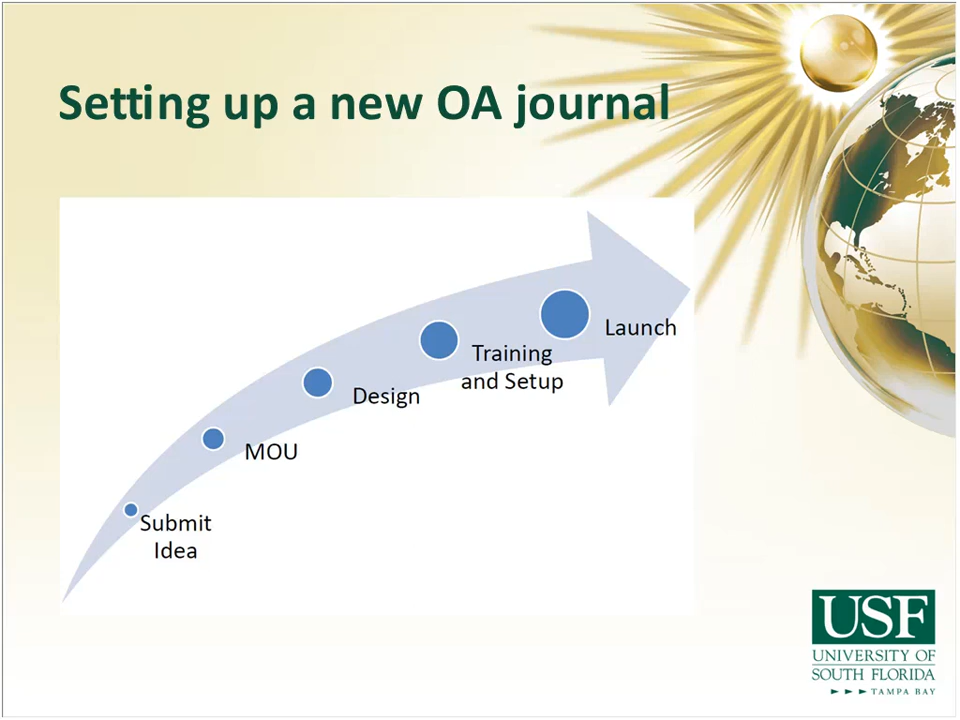 Setting up a new OA journal
Launch
Training
and Setup
Design
MOU
Submit
Idea
USF
UNIVERSITY OF
SOUTH FLORIDA
TAMPA BAY